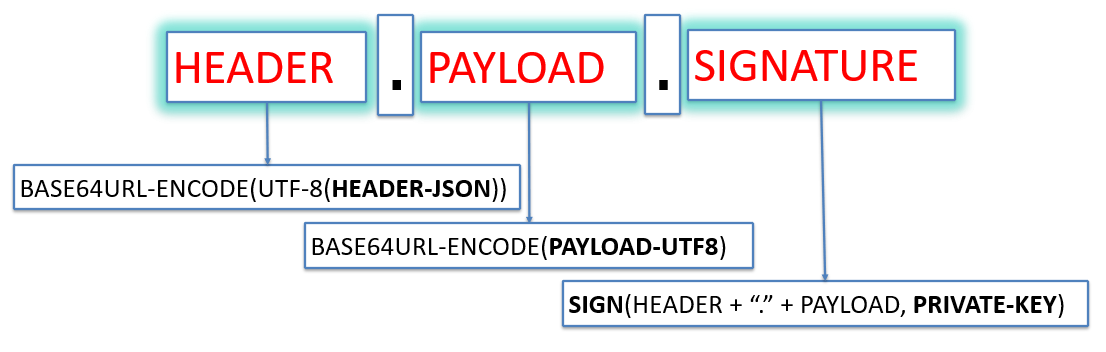 HEADER . PAYLOAD . SIGNATURE
BASE64URL-ENCODE(UTF-8(HEADER-JSON))
BASE64URL-ENCODE(PAYLOAD-UTF8)
SIGN(HEADER + “.” + PAYLOAD, PRIVATE-KEY)